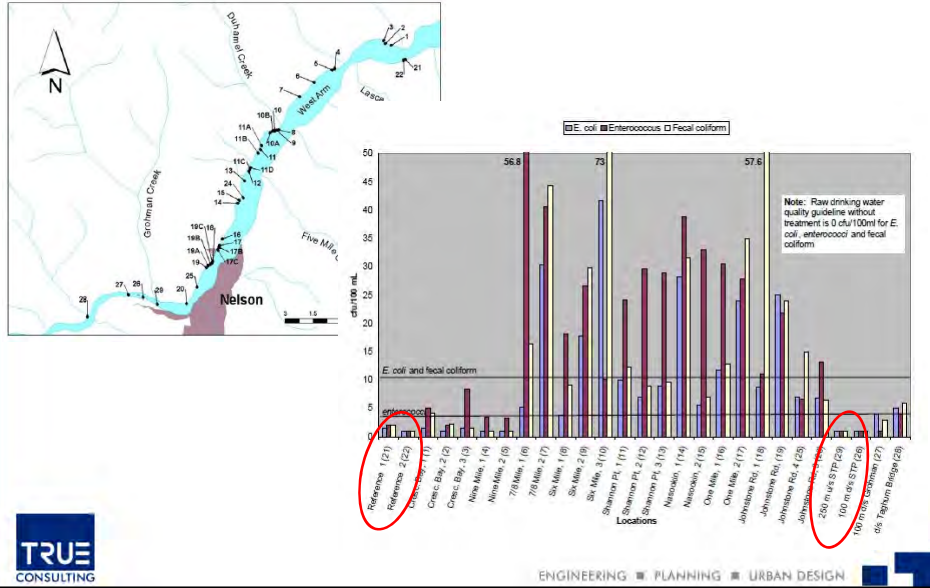 Duhamel Creek
3
2
1
4
5
22
21
6
N
7
West Arm
Lasce
10B
10
11A
8
9
11B
10A
11
11C
11D
13
12
24
15
14
Grohman Creek
18
19C
16
19B
17
19A
17B
Five Mile C
19
17C
25
27
26
29
20
28
Nelson
1.5
E. coli Enterococcus Fecal coliform
50
45
40
35
30
25
20
15
10
5
0
56.8
73
57.6
Note: Raw drinking water
quality guideline without
treatment is 0 cfu/100ml for E.
coli, enterococci and fecal
coliform
cfu/100 mL
E. coli and fecal coliform
enterococci
Reference 1 (21)
Reference 2 (22)
Cresc. Bay, 1 (1)
Cresc. Bay, 2 (2)
Cresc. Bay, 3 (3)
Nine Mile, 1 (4)
Nine Mile, 2 (5)
7/8 Mile, 1 (6)
7/8 Mile, 2 (7)
Six Mile, 1 (8)
Six Mile, 2 (9)
Six Mile, 3 (10)
Shannon Pt, 1 (11)
Shannon Pt, 2 (12)
Shannon Pt, 3 (13)
Nasookin, 1 (14)
Nasookin, 2 (15)
One Mile, 1 (16)
One Mile, 2 (17)
Johnstone Rd, 1 (18)
Johnstone Rd, (19)
Johnstone Rd, 4 (25)
Johnstone Rd,
250 m u/s STP (29)
100 m d/s STP (26)
100 m d/s Grohman (27)
d/s Taghum Bridge (28)
Locations
TRUE
CONSULTING
ENGINEERING PLANNING URBAN DESIGN